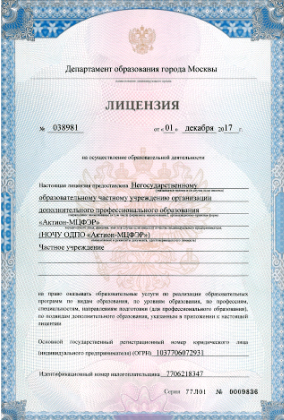 Департамент образования города Москвы
ЛИЦЕНЗИЯ
№ 038981 от «01» декабря 2017 г.
на осуществление образовательной деятельности
Настоящая лицензия предоставлена Негосударственному
образовательному частному учреждению организации
дополнительного профессионального образования
«Актион-МЦФЭР»
(НОЧУ ОДПО «Актион-МЦФЭР»)
Частное учреждение
на право оказывать образовательные услуги по реализации образовательных
программ по видам образования, по уровням образования, по профессиям,
специальностям, направлениям подготовки (для профессионального образования),
по подвидам дополнительного образования, указанным в приложении к настоящей
лицензии
Основной государственный регистрационный номер юридического лица
(индивидуального предпринимателя) (ОГРН) 1037706072931
Идентификационный номер налогоплательщика 7706218347
Серия 77Л01 № 0009836